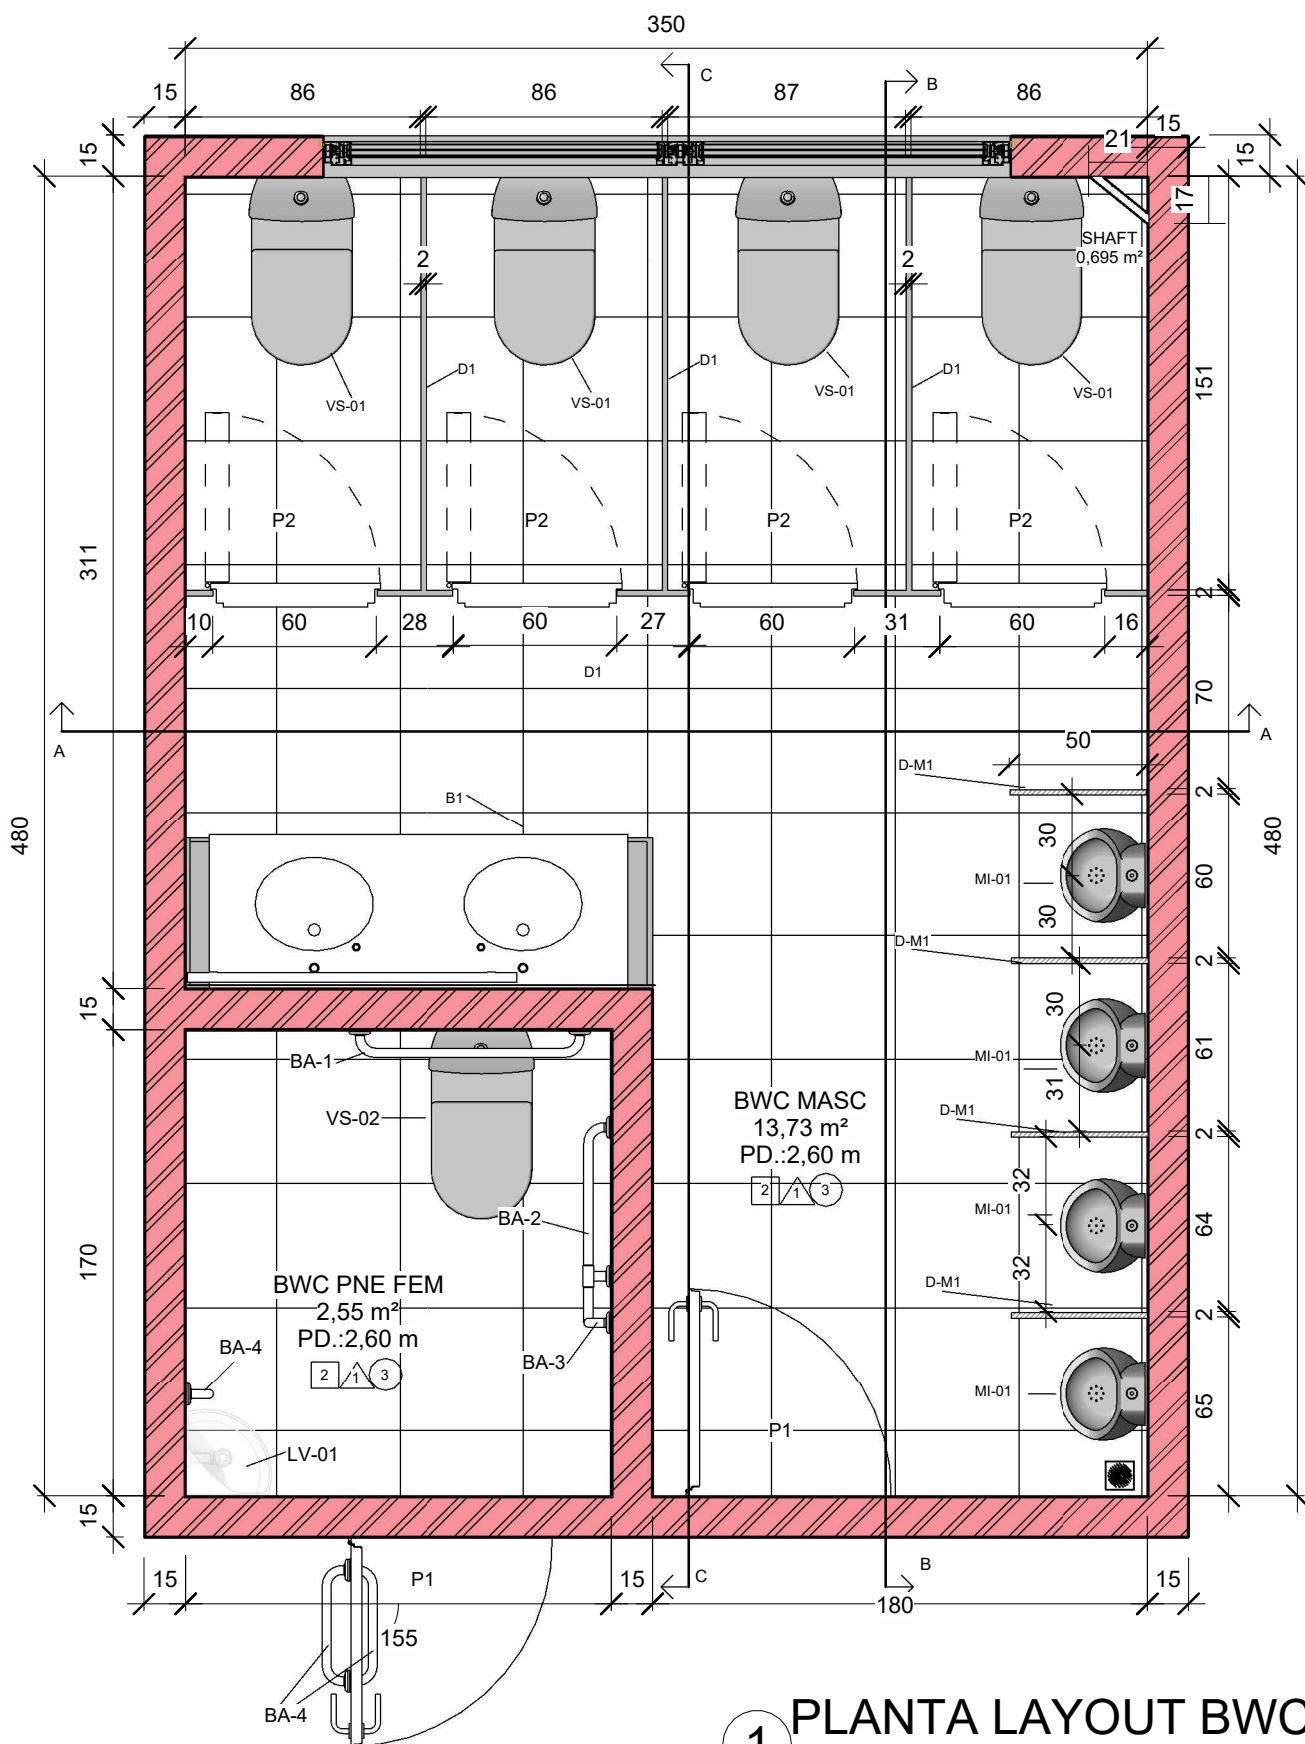 350
C
B
15
86
86
87
86
15
21
15
15
17
SHAFT
0,695 m²
2
2
D1
D1
D1
VS-01
VS-01
VS-01
VS-01
151
P2
P2
P2
P2
311
2
10
60
28
60
27
60
31
60
16
D1
70
A
A
50
D-M1
2
B1
480
480
30
MI-01
60
30
D-M1
2
15
30
BA-1
MI-01
61
31
VS-02
BWC MASC
13,73 m²
PD.:2,60 m
2
1
3
D-M1
2
32
MI-01
64
BA-2
170
BWC PNE FEM
2,55 m²
PD.:2,60 m
2
1
3
32
D-M1
2
BA-4
BA-3
MI-01
65
P1
LV-01
15
15
P1
15
C
B
15
180
155
BA-4
1
PLANTA LAYOUT BWC